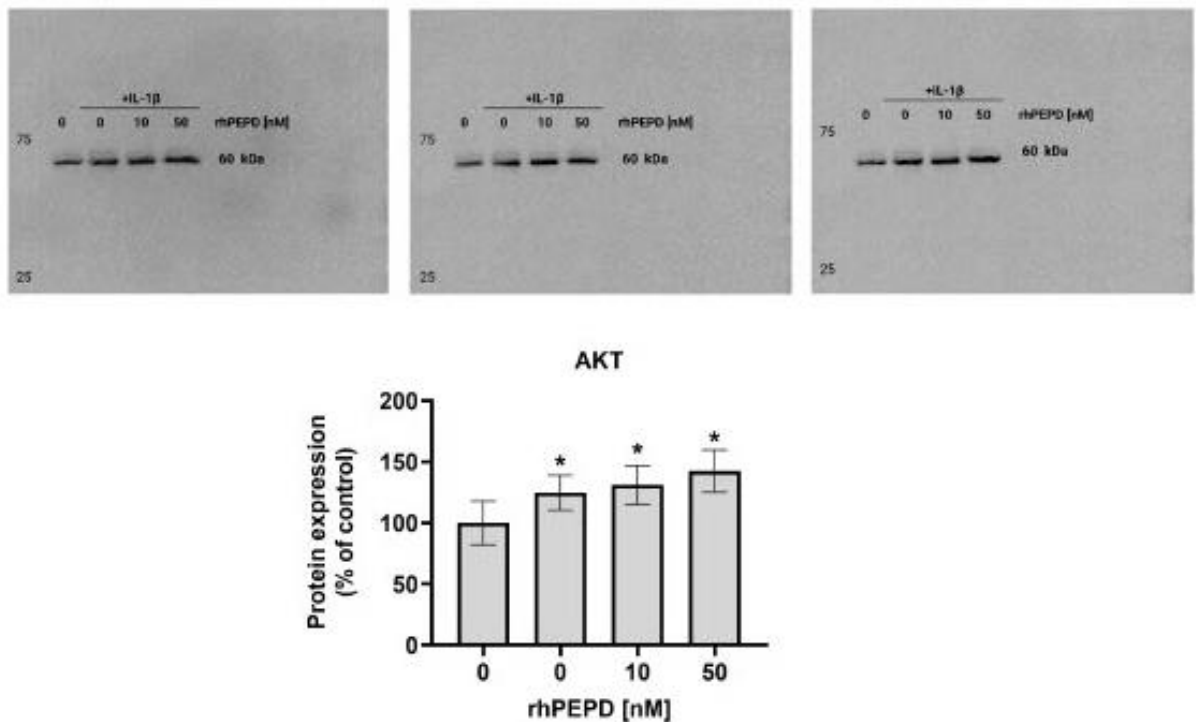 +IL-1β
0 0 10 50 rhPEPD [nM]
75
60 kDa
25
+IL-1β
0 0 10 50 rhPEPD [nM]
75
60 kDa
25
+IL-1β
0 0 10 50 rhPEPD [nM]
75
60 kDa
25
AKT
Protein expression
(% of control)
200
150
100
50
0
* * *
0 0 10 50
rhPEPD [nM]